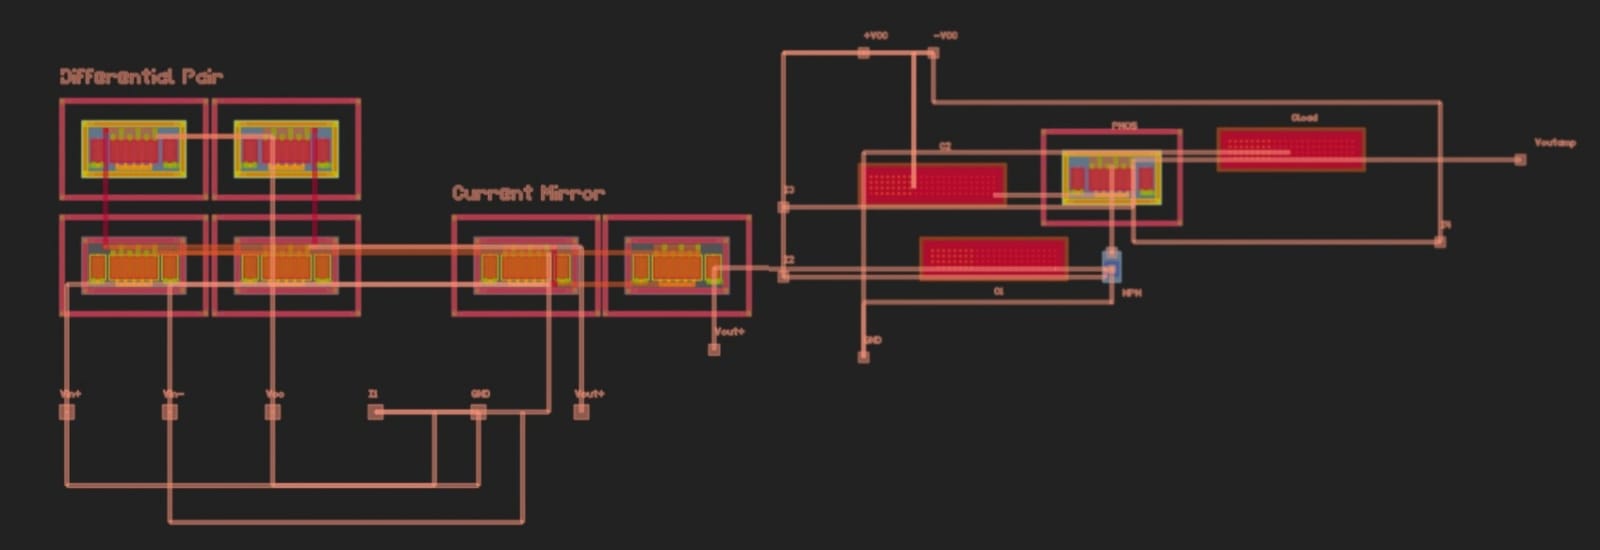 Differential Pair
Current Mirror
+VCC
-VCC
C2
PMOS
Cload
Voutamp
I3
I4
I2
C1
NPN
GND
Vout+
Vin+
Vin-
I1
GND
Vout+